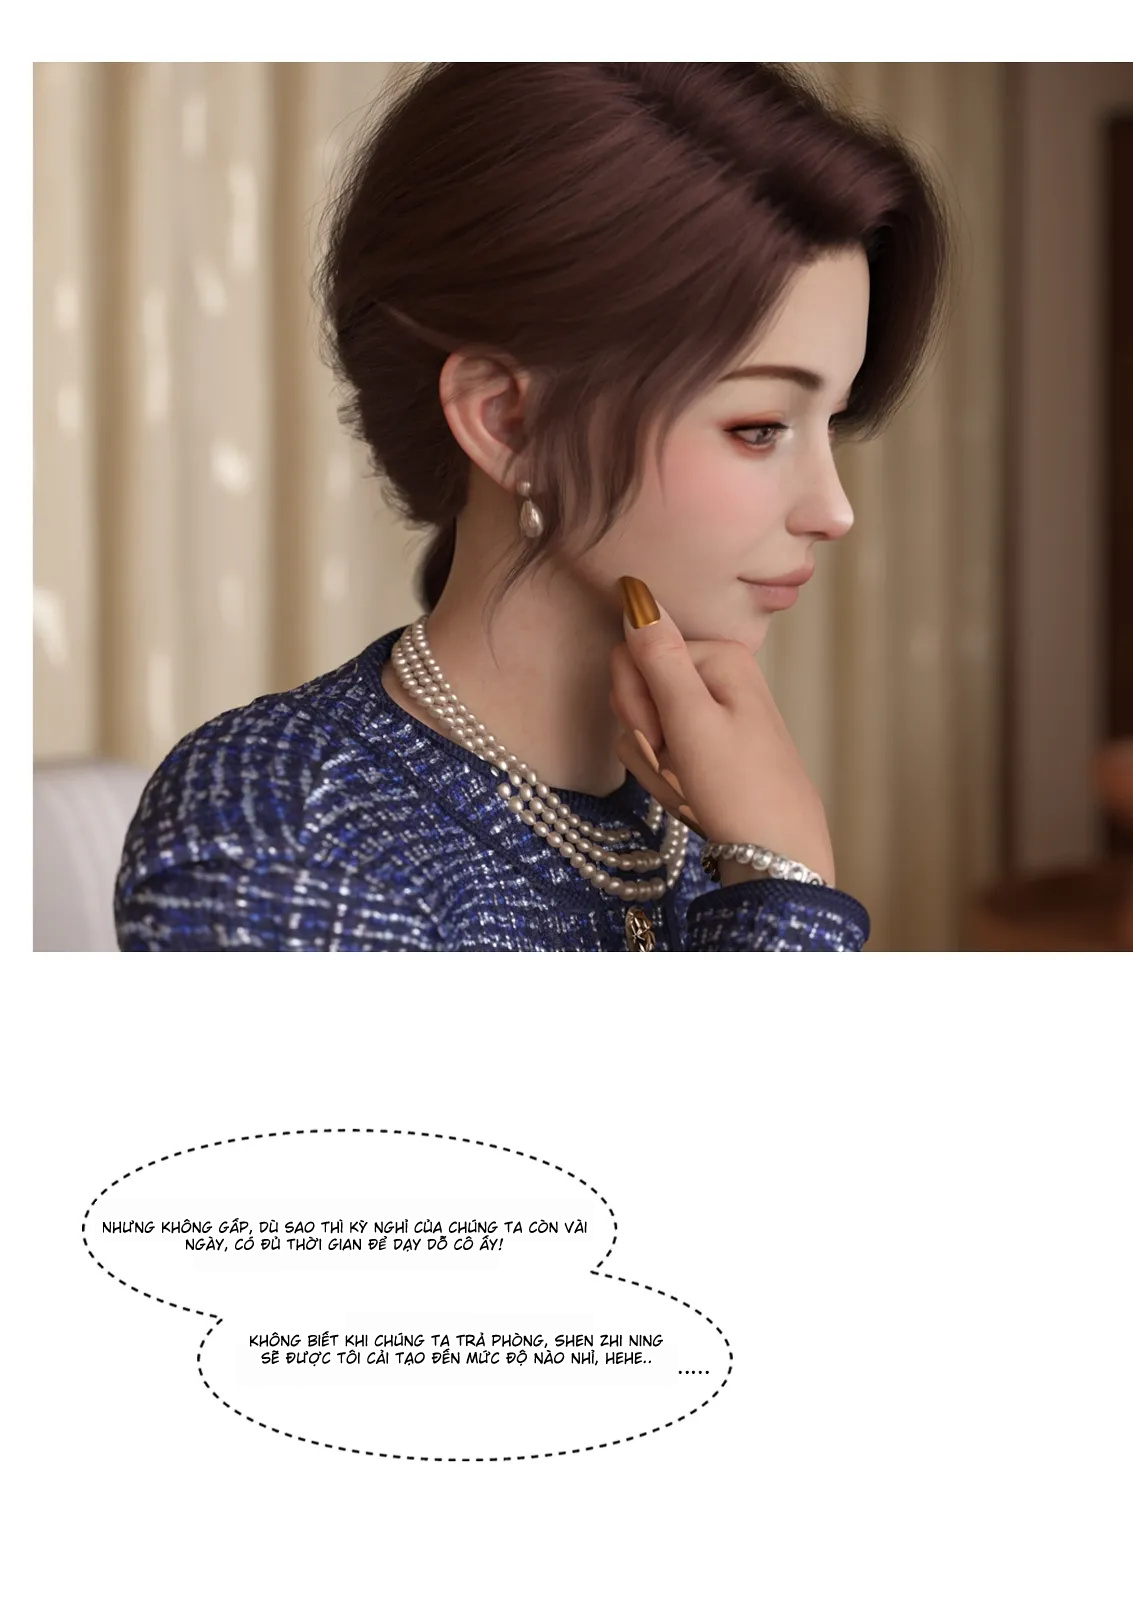 NHƯNG KHÔNG GẤP, DÙ SAO THÌ KỲ NGHỈ CỦA CHÚNG TA CÒN VÀI
NGÀY, CÓ ĐỦ THỜI GIAN ĐỂ DẠY DỖ CÔ ẤY!
KHÔNG BIẾT KHI CHÚNG TA TRẢ PHÒNG, SHEN ZHI NING
SẼ ĐƯỢC TÔI CẢI TẠO ĐẾN MỨC ĐỘ NÀO NHỈ, HEHE..
.....